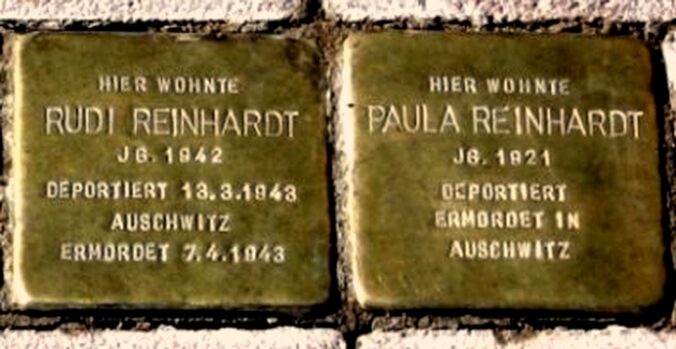 HIER WOHNTE
RUDI REINHARDT
JG. 1942
DEPORTIERT 13.3.1943
AUSCHWITZ
ERMORDET 7.4.1943
HIER WOHNTE
PAULA REINHARDT
JG. 1921
DEPORTIERT
ERMORDET IN
AUSCHWITZ